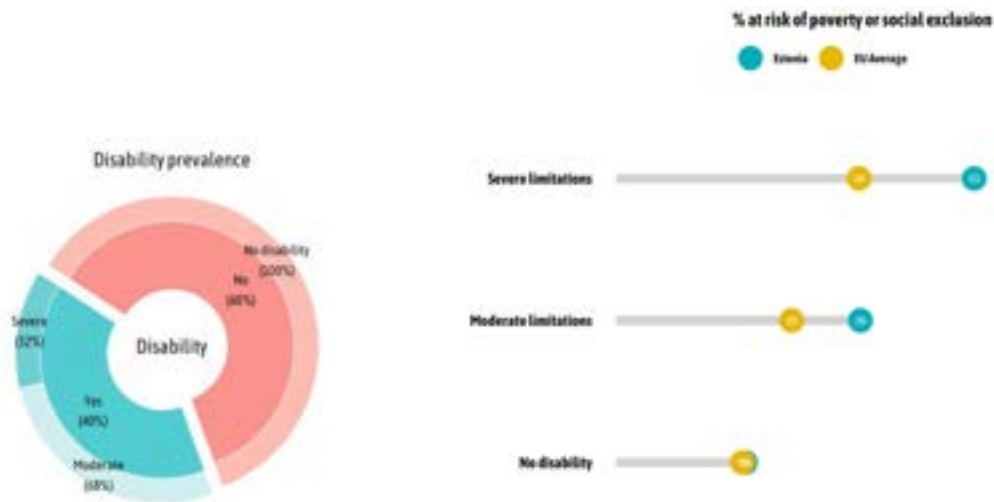 % at risk of poverty or social exclusion
Estonia
EU Average
Disability prevalence
No disability
(100%)
No
(60%)
Severe
(32%)
Disability
Yes
(40%)
Moderate
(68%)
Severe limitations
Moderate limitations
No disability